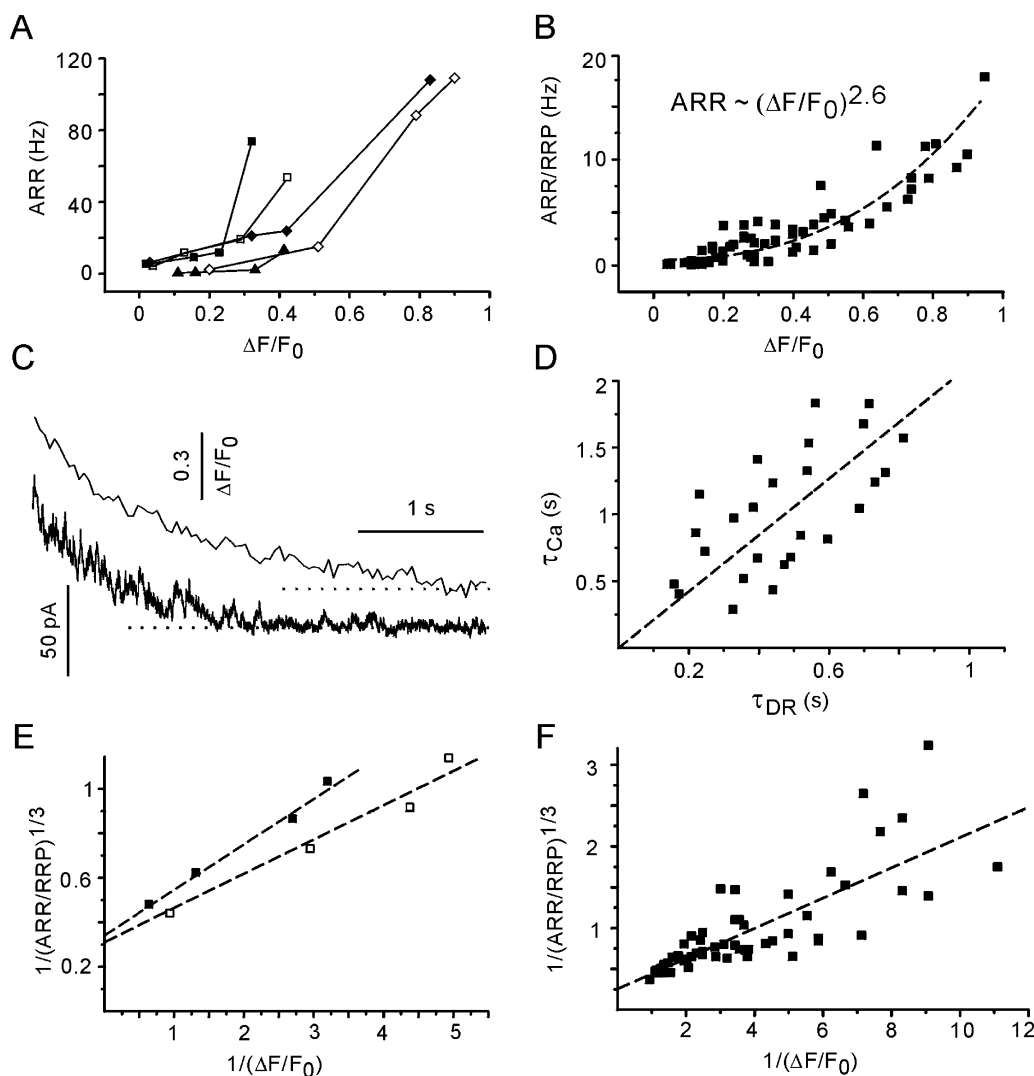 A
ARR (Hz)
120
80
40
0
0 0.2 0.4 0.6 0.8 1
ΔF/F0
B
ARR/RRP (Hz)
20
10
0
ARR ~ (ΔF/F0)2.6
0 0.2 0.4 0.6 0.8 1
ΔF/F0
C
0.3
ΔF/F0
1 s
50 pA
D
τCa (s)
2
1.5
1
0.5
0.2 0.6 1
τDR (s)
E
1/(ARR/RRP)1/3
1
0.6
0.2
1 2 3 4 5
1/(ΔF/F0)
F
1/(ARR/RRP)1/3
3
2
1
2 4 6 8 10 12
1/(ΔF/F0)